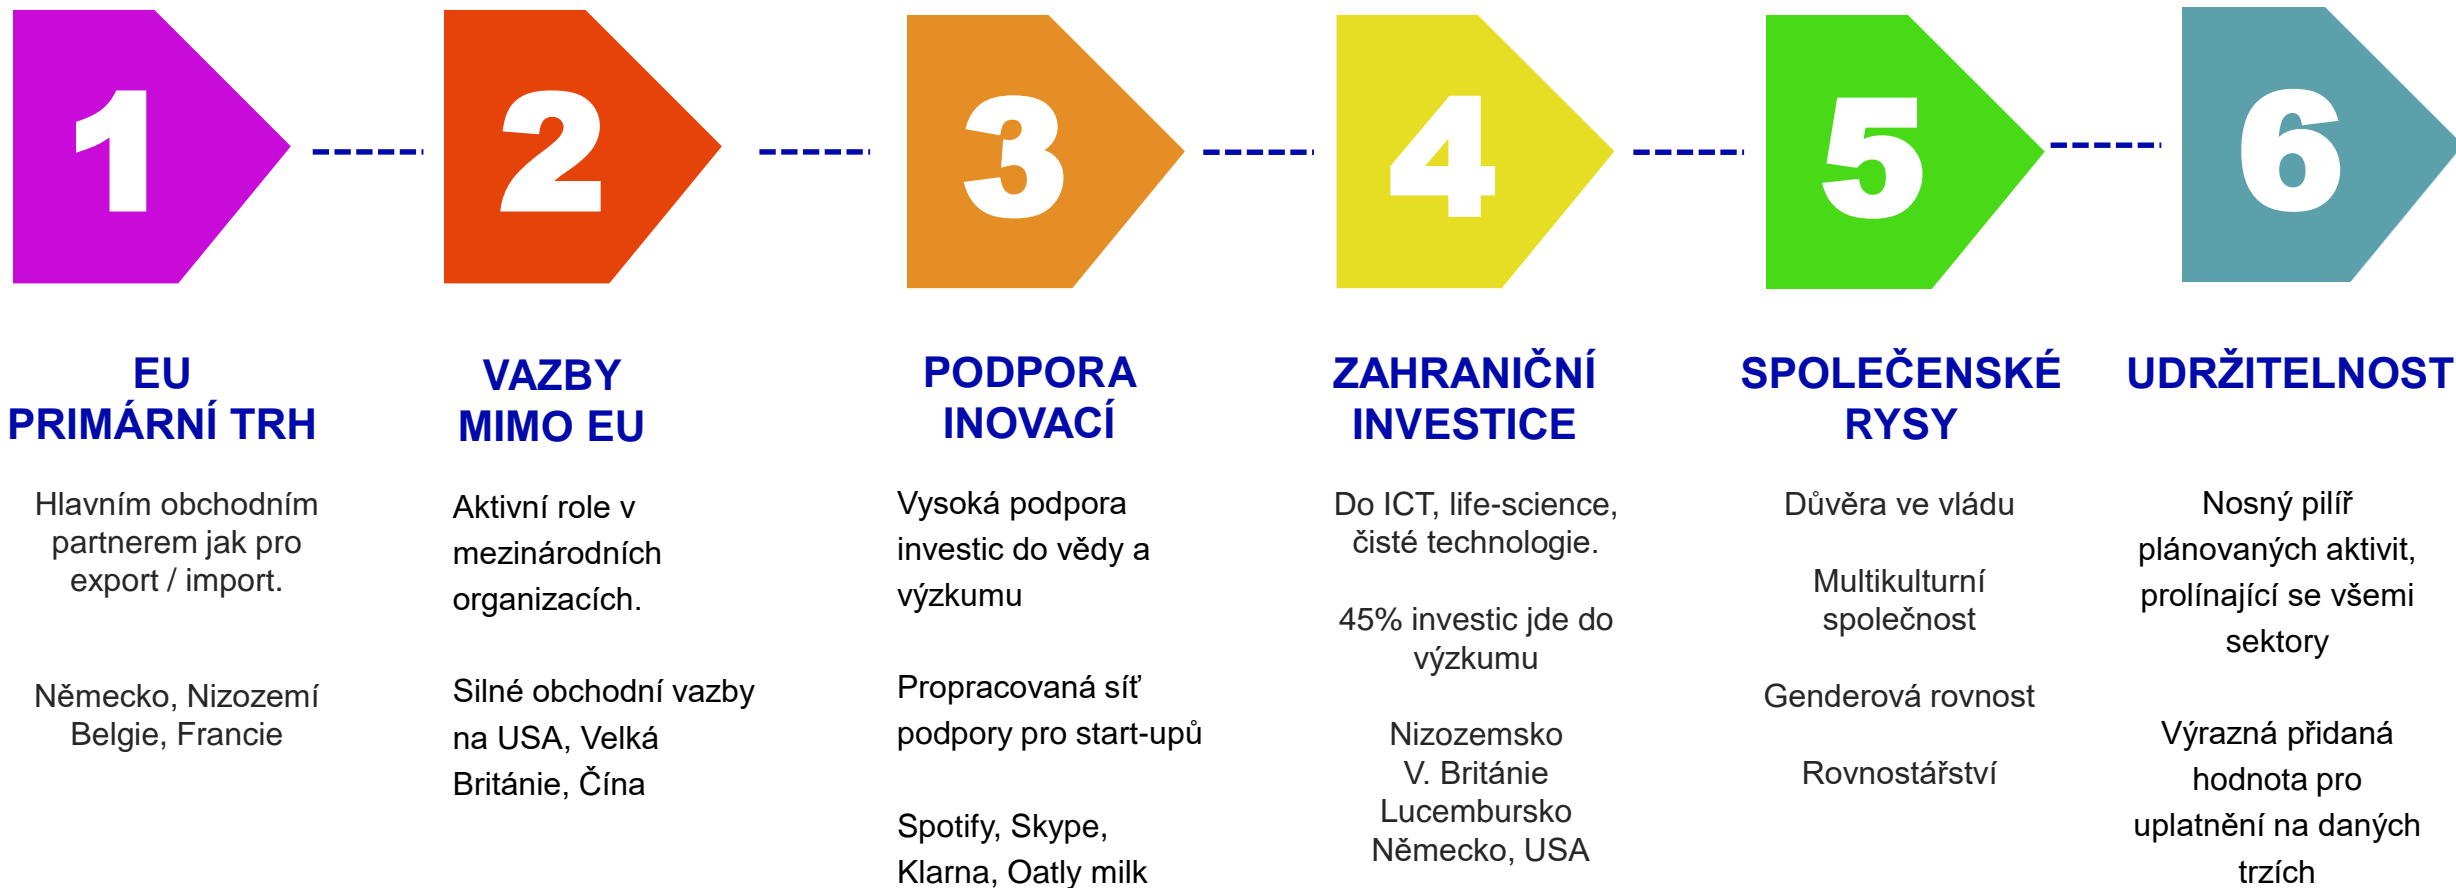 1
2
3
4
5
6
EU
PRIMÁRNÍ TRH
Hlavním obchodním
partnerem jak pro
export / import.
Německo, Nizozemí
Belgie, Francie
VAZBY
MIMO EU
Aktivní role v
mezinárodních
organizacích.
Silné obchodní vazby
na USA, Velká
Británie, Čína
PODPORA
INOVACÍ
Vysoká podpora
investic do vědy a
výzkumu
Propracovaná síť
podpory pro start-upů
Spotify, Skype,
Klarna, Oatly milk
ZAHRANIČNÍ
INVESTICE
Do ICT, life-science,
čisté technologie.
45% investic jde do
výzkumu
Nizozemsko
V. Británie
Lucembursko
Německo, USA
SPOLEČENSKÉ
RYSY
Důvěra ve vládu
Multikulturní
společnost
Genderová rovnost
Rovnostářství
UDRŽITELNOST
Nosný pilíř
plánovaných aktivit,
prolínající se všemi
sektory
Výrazná přidaná
hodnota pro
uplatnění na daných
trzích